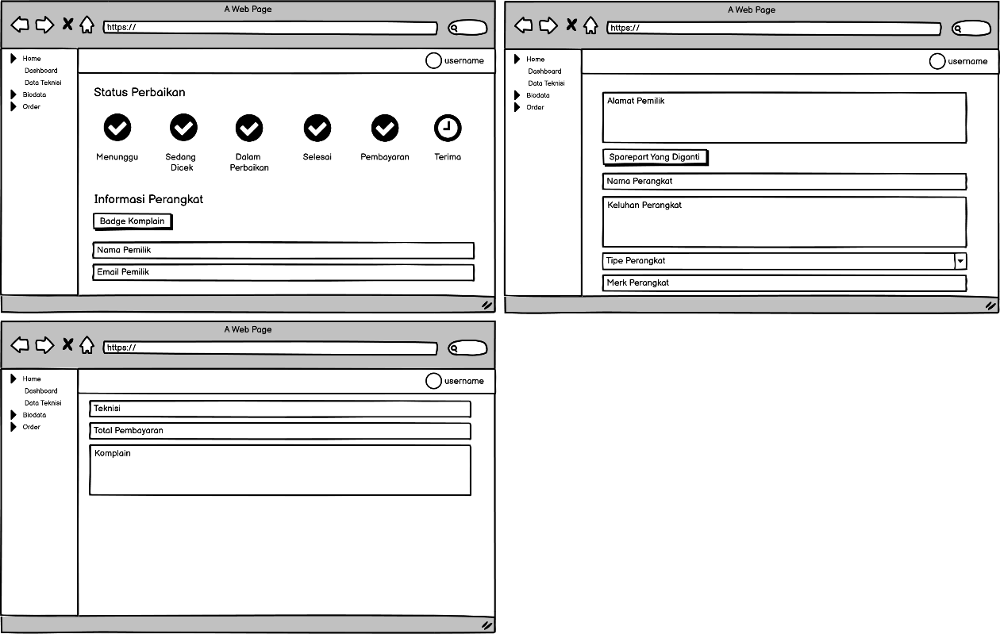 A Web Page
https://
Home
Dashboard
Data Teknisi
Biodata
Order
username
Status Perbaikan
Menunggu
Sedang
Dicek
Dalam
Perbaikan
Selesai
Pembayaran
Terima
Informasi Perangkat
Badge Komplain
Nama Pemilik
Email Pemilik
A Web Page
https://
Home
Dashboard
Data Teknisi
Biodata
Order
username
Alamat Pemilik
Sparepart Yang Diganti
Nama Perangkat
Keluhan Perangkat
Tipe Perangkat
Merk Perangkat
A Web Page
https://
Home
Dashboard
Data Teknisi
Biodata
Order
username
Teknisi
Total Pembayaran
Komplain